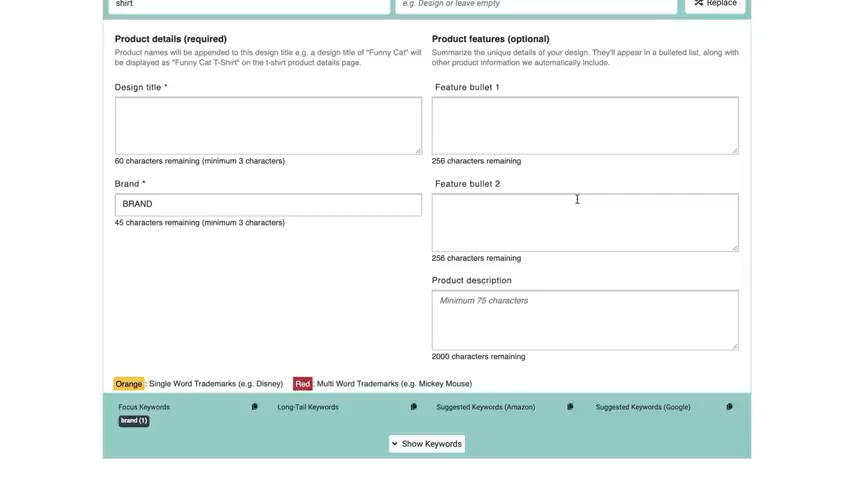 shirt
e.g. Design or leave empty
Replace
Product details (required)
Product names will be appended to this design title e.g. a design title of "Funny Cat" will
be displayed as "Funny Cat T-Shirt" on the t-shirt product details page.
Design title *
60 characters remaining (minimum 3 characters)
Brand *
BRAND
45 characters remaining (minimum 3 characters)
Product features (optional)
Summarize the unique details of your design. They'll appear in a bulleted list, along with
other product information we automatically include.
Feature bullet 1
256 characters remaining
Feature bullet 2
256 characters remaining
Product description
Minimum 75 characters
2000 characters remaining
Orange: Single Word Trademarks (e.g. Disney) Red: Multi Word Trademarks (e.g. Mickey Mouse)
Focus Keywords
brand (1)
Long-Tail Keywords
Suggested Keywords (Amazon)
Suggested Keywords (Google)
Show Keywords